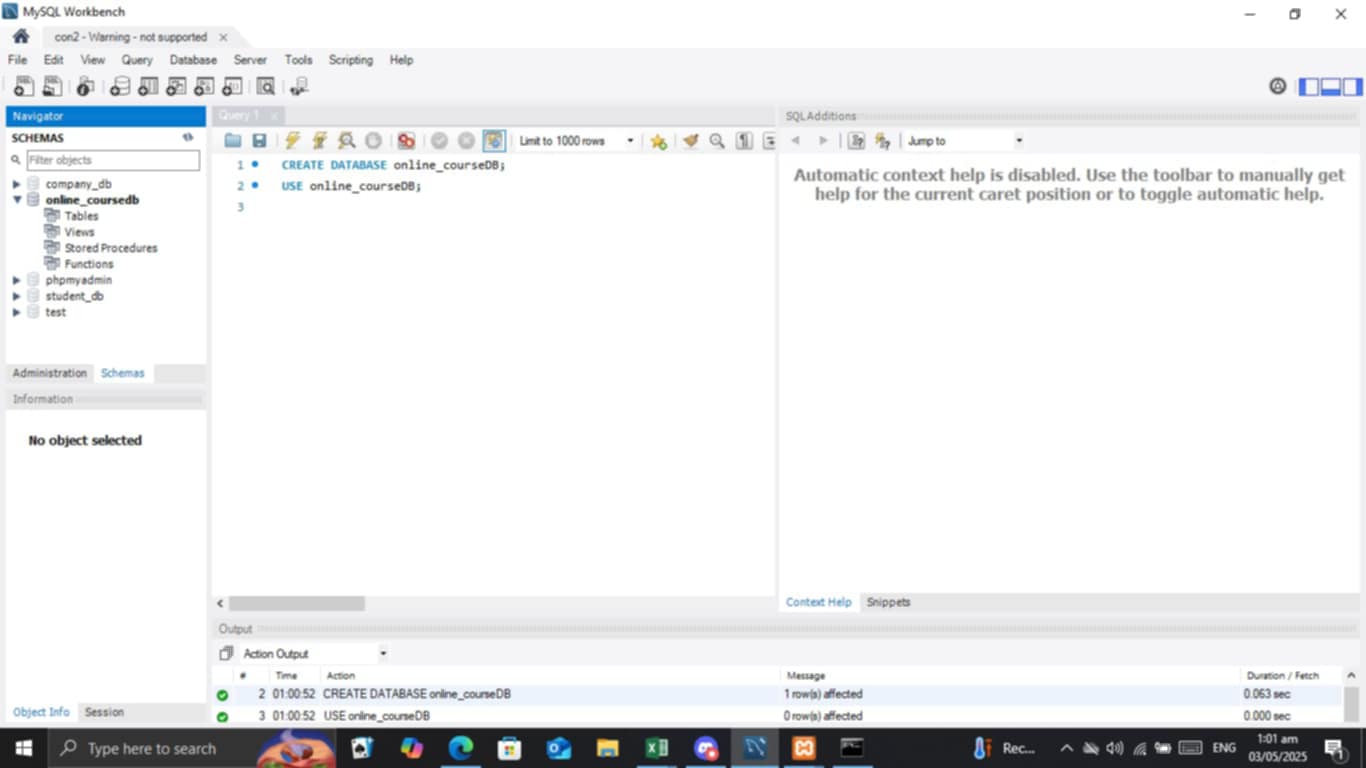 MySQL Workbench
con2 - Warning - not supported
File Edit View Query Database Server Tools Scripting Help
Navigator
SCHEMAS
Filter objects
company_db
online_coursedb
Tables
Views
Stored Procedures
Functions
phpmyadmin
student_db
test
Administration Schemas
Information
No object selected
Object Info Session
Query 1
Limit to 1000 rows
1 CREATE DATABASE online_courseDB;
2 USE online_courseDB;
3
SQLAdditions
Jump to
Automatic context help is disabled. Use the toolbar to manually get
help for the current caret position or to toggle automatic help.
Context Help Snippets
Output
Action Output
# Time Action Message Duration / Fetch
2 01:00:52 CREATE DATABASE online_courseDB 1 row(s) affected 0.063 sec
3 01:00:52 USE online_courseDB 0 row(s) affected 0.000 sec
Type here to search
Rec...
ENG
1:01 am
03/05/2025
1